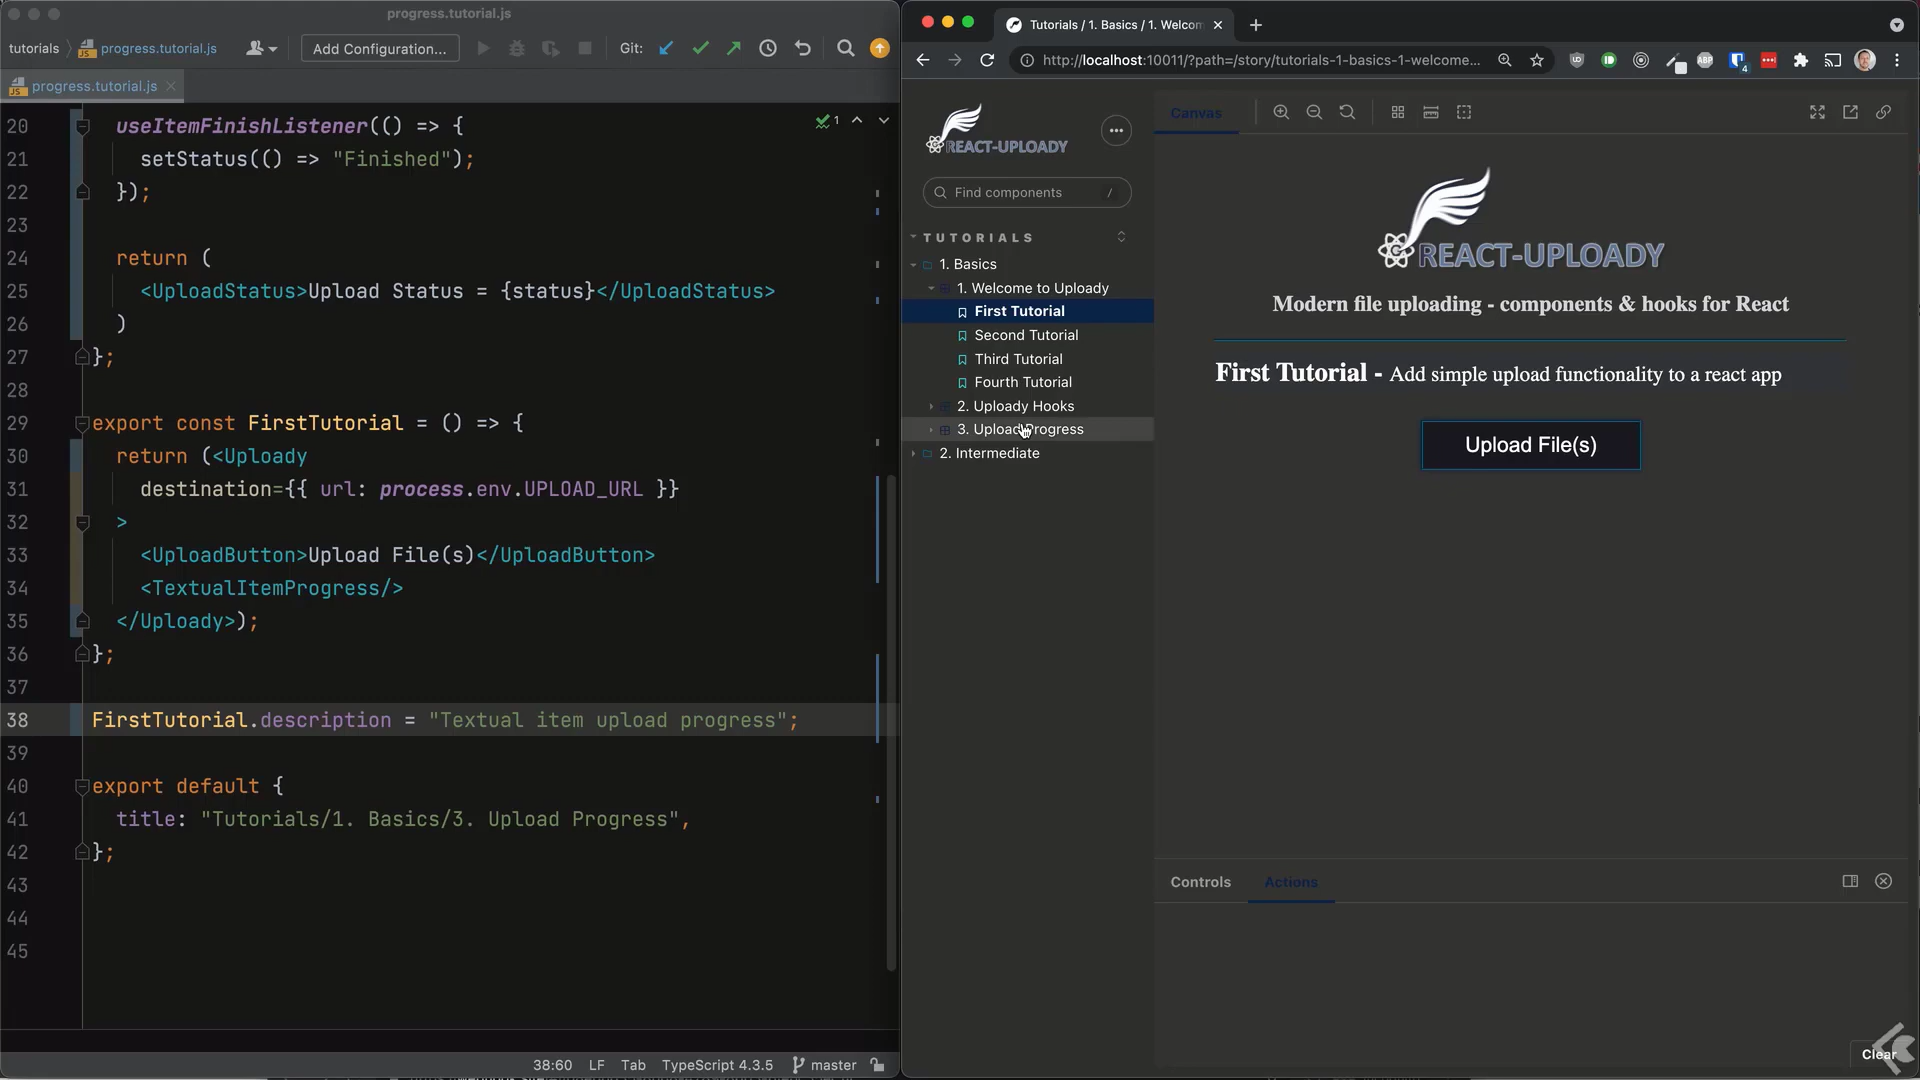 progress.tutorial.js
tutorials
progress.tutorial.js
Add Configuration...
Git:
progress.tutorial.js
1
20 useItemFinishListener(() => {
21 setStatus(() => "Finished");
22 });
23
24 return (
25 <UploadStatus>Upload Status = {status}</UploadStatus>
26 )
27 };
28
29 export const FirstTutorial = () => {
30 return (<Uploady
31 destination={{ url: process.env.UPLOAD_URL }}
32 >
33 <UploadButton>Upload File(s)</UploadButton>
34 <TextualItemProgress/>
35 </Uploady>);
36 };
37
38 FirstTutorial.description = "Textual item upload progress";
39
40 export default {
41 title: "Tutorials/1. Basics/3. Upload Progress",
42 };
43
44
45
38:60 LF Tab TypeScript 4.3.5 master
Tutorials / 1. Basics / 1. Welcom
http://localhost:10011/?path=/story/tutorials-1-basics-1-welcome...
ABP
4
REACT-UPLOADY
Find components /
TUTORIALS
1. Basics
1. Welcome to Uploady
First Tutorial
Second Tutorial
Third Tutorial
Fourth Tutorial
2. Uploady Hooks
3. Upload Progress
2. Intermediate
Canvas
REACT-UPLOADY
Modern file uploading - components & hooks for React
First Tutorial - Add simple upload functionality to a react app
Upload File(s)
Controls
Actions
Clear